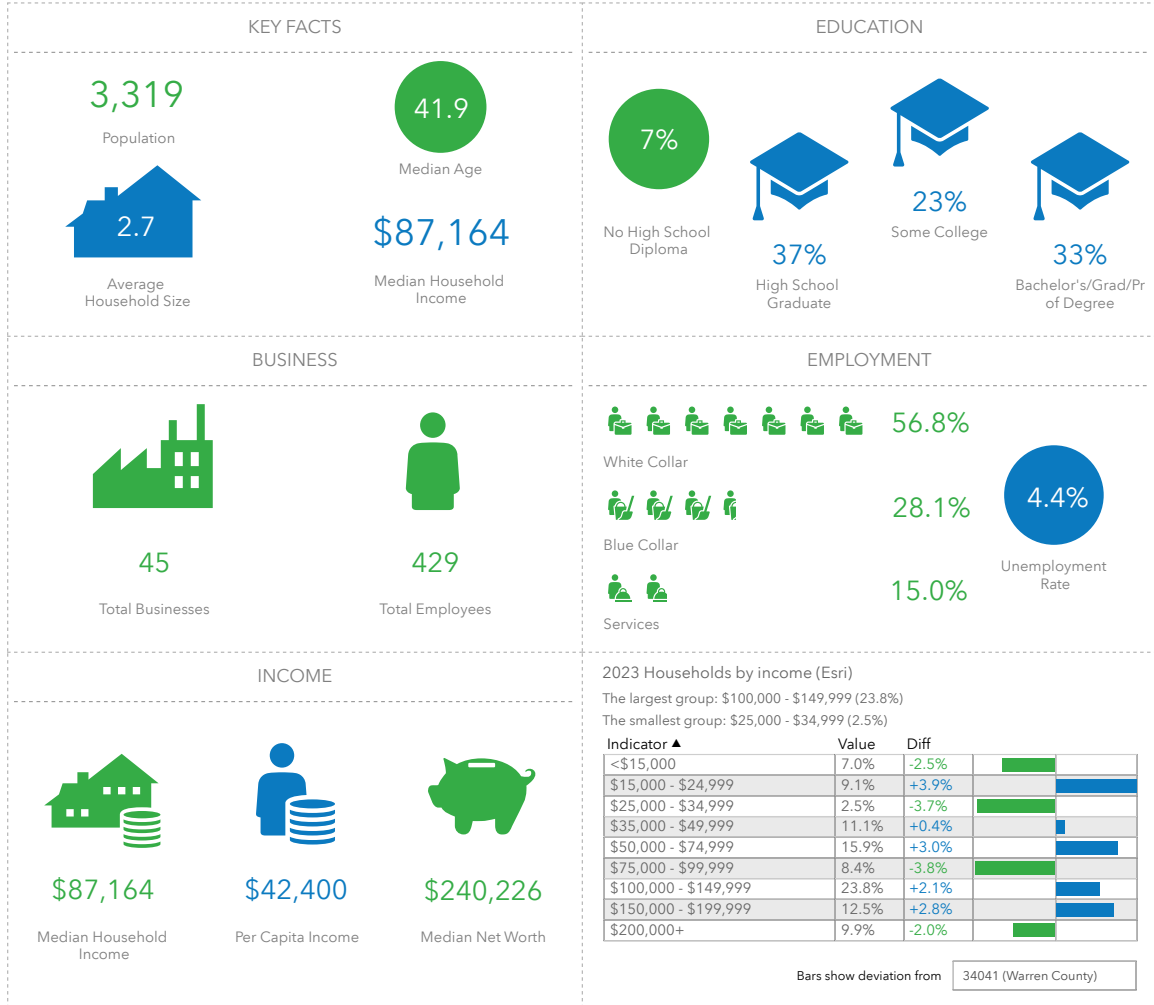 KEY FACTS
3,319
Population
41.9
Median Age
2.7
Average
Household Size
$87,164
Median Household
Income
EDUCATION
7%
No High School
Diploma
37%
High School
Graduate
23%
Some College
33%
Bachelor's/Grad/Pr
of Degree
BUSINESS
45
Total Businesses
429
Total Employees
EMPLOYMENT
56.8%
White Collar
28.1%
Blue Collar
15.0%
Services
4.4%
Unemployment
Rate
INCOME
$87,164
Median Household
Income
$42,400
Per Capita Income
$240,226
Median Net Worth
2023 Households by income (Esri)
The largest group: $100,000 - $149,999 (23.8%)
The smallest group: $25,000 - $34,999 (2.5%)
Indicator ▲ Value Diff
<$15,000 7.0% -2.5%
$15,000 - $24,999 9.1% +3.9%
$25,000 - $34,999 2.5% -3.7%
$35,000 - $49,999 11.1% +0.4%
$50,000 - $74,999 15.9% +3.0%
$75,000 - $99,999 8.4% -3.8%
$100,000 - $149,999 23.8% +2.1%
$150,000 - $199,999 12.5% +2.8%
$200,000+ 9.9% -2.0%
Bars show deviation from 34041 (Warren County)